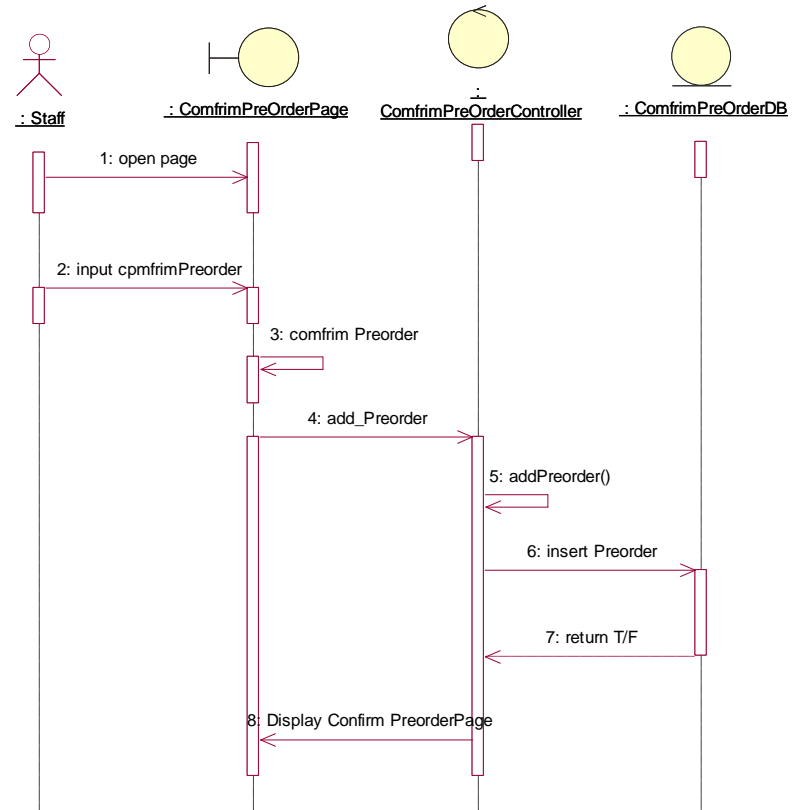 : Staff
: ComfrimPreOrderPage
:
ComfrimPreOrderController
: ComfrimPreOrderDB
1: open page
2: input cpmfrimPreorder
3: comfrim Preorder
4: add_Preorder
5: addPreorder()
6: insert Preorder
7: return T/F
8: Display Confirm PreorderPage